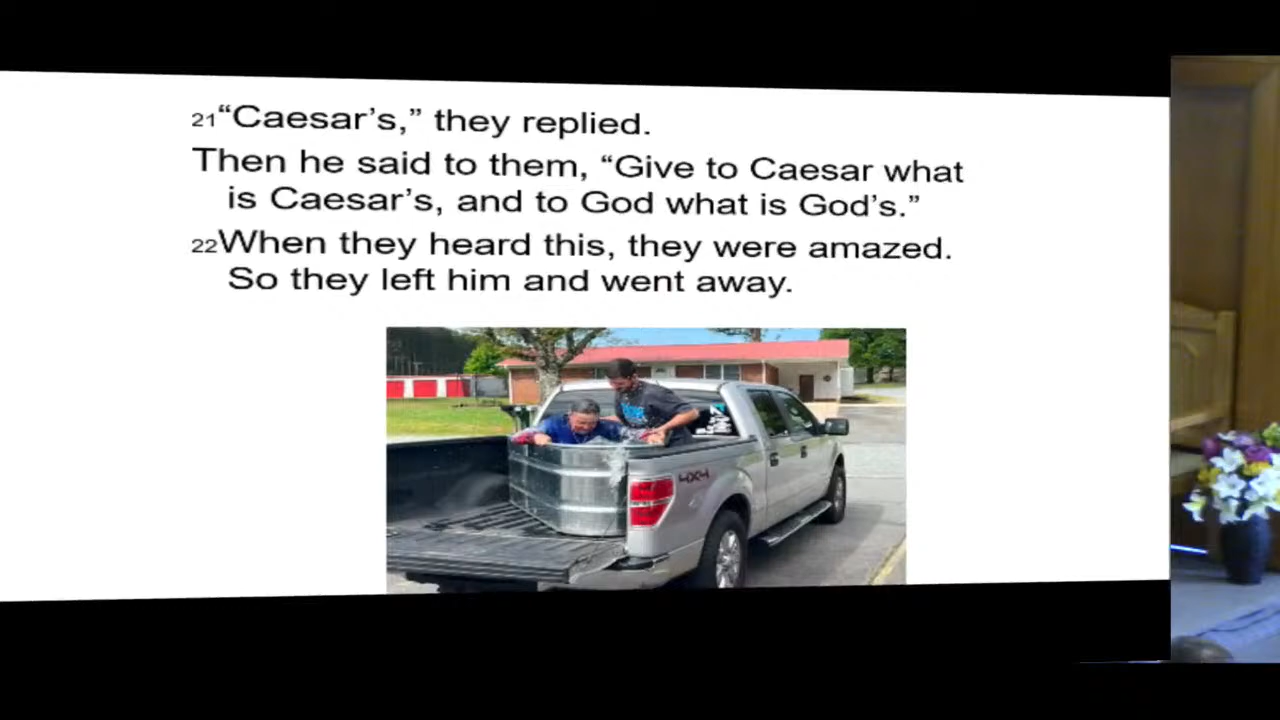 21“Caesar’s,” they replied.
Then he said to them, “Give to Caesar what
is Caesar’s, and to God what is God’s.”
22When they heard this, they were amazed.
So they left him and went away.
4X4